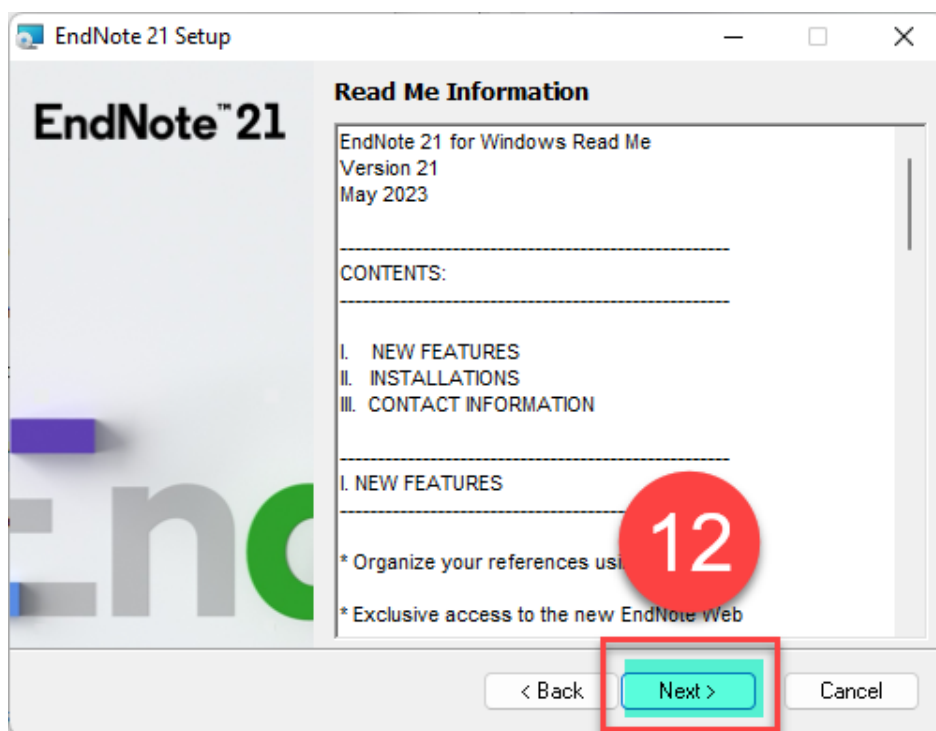 EndNote 21 Setup
EndNote™ 21
Read Me Information
EndNote 21 for Windows Read Me
Version 21
May 2023
----------------------------------------------------------------
CONTENTS:
----------------------------------------------------------------
I. NEW FEATURES
II. INSTALLATIONS
III. CONTACT INFORMATION
----------------------------------------------------------------
I. NEW FEATURES
----------------------------------------------------------------
* Organize your references
* Exclusive access to the new EndNote Web
12
< Back
Next >
Cancel